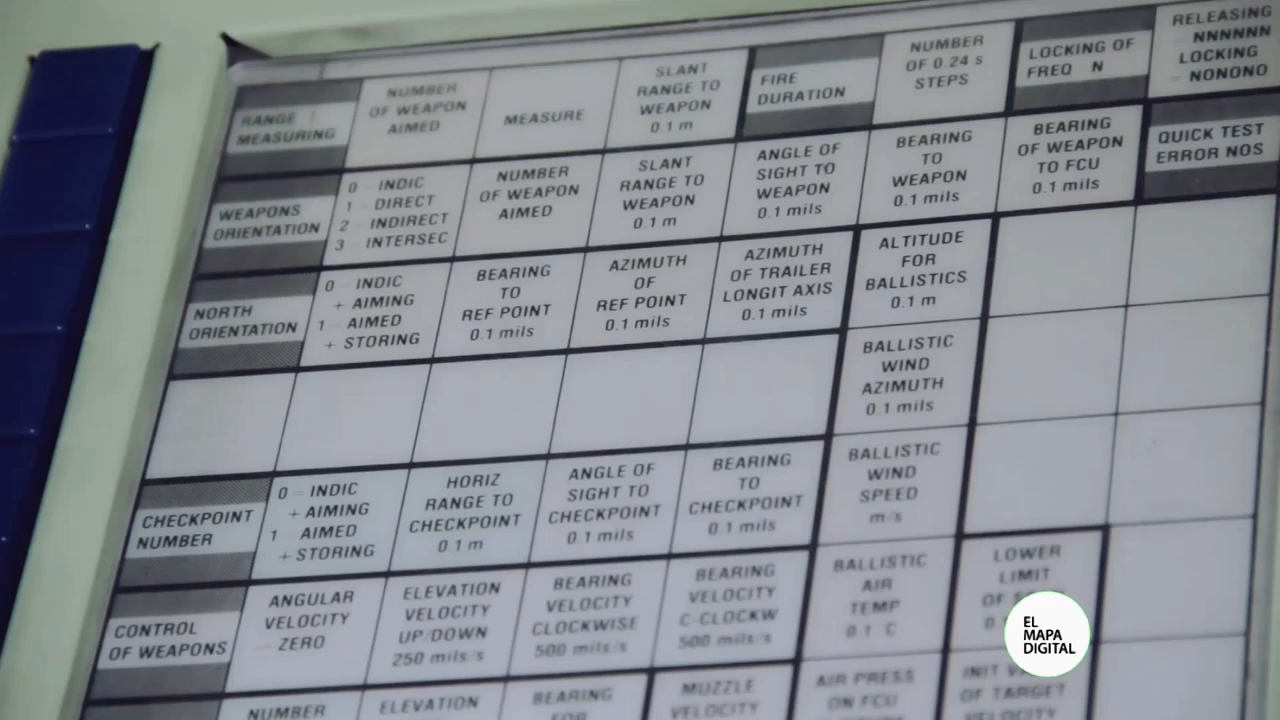 RANGE
MEASURING
NUMBER
OF WEAPON
AIMED
MEASURE
SLANT
RANGE TO
WEAPON
0.1 m
FIRE
DURATION
NUMBER
OF 0.24 s
STEPS
LOCKING OF
FREQ N
RELEASING
NNNNNN
LOCKING
= NONONO
WEAPONS
ORIENTATION
0 = INDIC
1 = DIRECT
2 = INDIRECT
3 = INTERSEC
NUMBER
OF WEAPON
AIMED
SLANT
RANGE TO
WEAPON
0.1 m
ANGLE OF
SIGHT TO
WEAPON
0.1 mils
BEARING
TO
WEAPON
0.1 mils
BEARING
OF WEAPON
TO FCU
0.1 mils
QUICK TEST
ERROR NOS
NORTH
ORIENTATION
0 = INDIC
+ AIMING
1 = AIMED
+ STORING
BEARING
TO
REF POINT
0.1 mils
AZIMUTH
OF
REF POINT
0.1 mils
AZIMUTH
OF TRAILER
LONGIT AXIS
0.1 mils
ALTITUDE
FOR
BALLISTICS
0.1 m
BALLISTIC
WIND
AZIMUTH
0.1 mils
CHECKPOINT
NUMBER
0 = INDIC
+ AIMING
1 = AIMED
+ STORING
HORIZ
RANGE TO
CHECKPOINT
0.1 m
ANGLE OF
SIGHT TO
CHECKPOINT
0.1 mils
BEARING
TO
CHECKPOINT
0.1 mils
BALLISTIC
WIND
SPEED
m/s
CONTROL
OF WEAPONS
ANGULAR
VELOCITY
= ZERO
ELEVATION
VELOCITY
UP/DOWN
250 mils/s
BEARING
VELOCITY
CLOCKWISE
500 mils/s
BEARING
VELOCITY
C-CLOCKW
500 mils/s
BALLISTIC
AIR
TEMP
0.1 C
LOWER
LIMIT
OF
NUMBER
ELEVATION
BEARING
FOR
MUZZLE
VELOCITY
AIR PRESS
ON FCU
INIT
OF TARGET
VELOCITY
EL
MAPA
DIGITAL